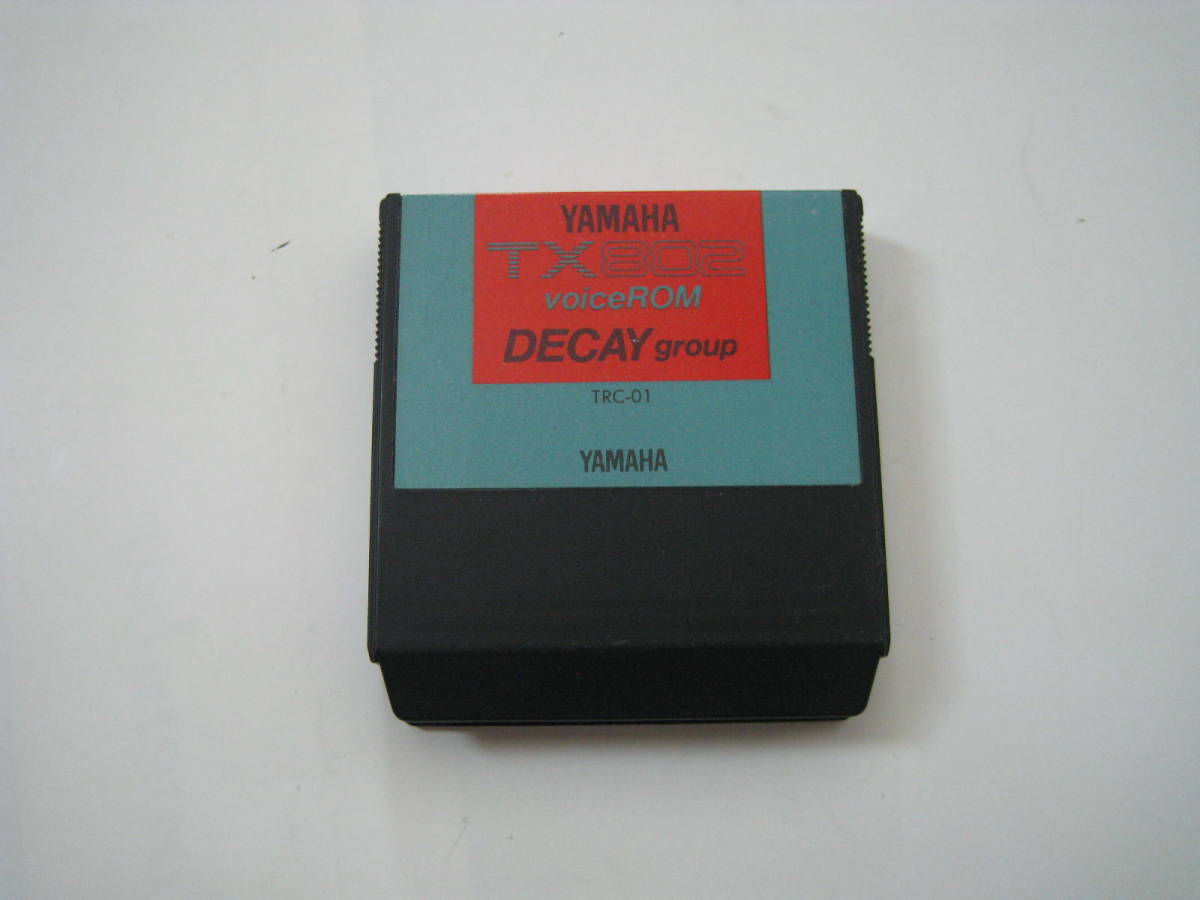 YAMAHA
TX802
voiceROM
DECAY group
TRC-01
YAMAHA